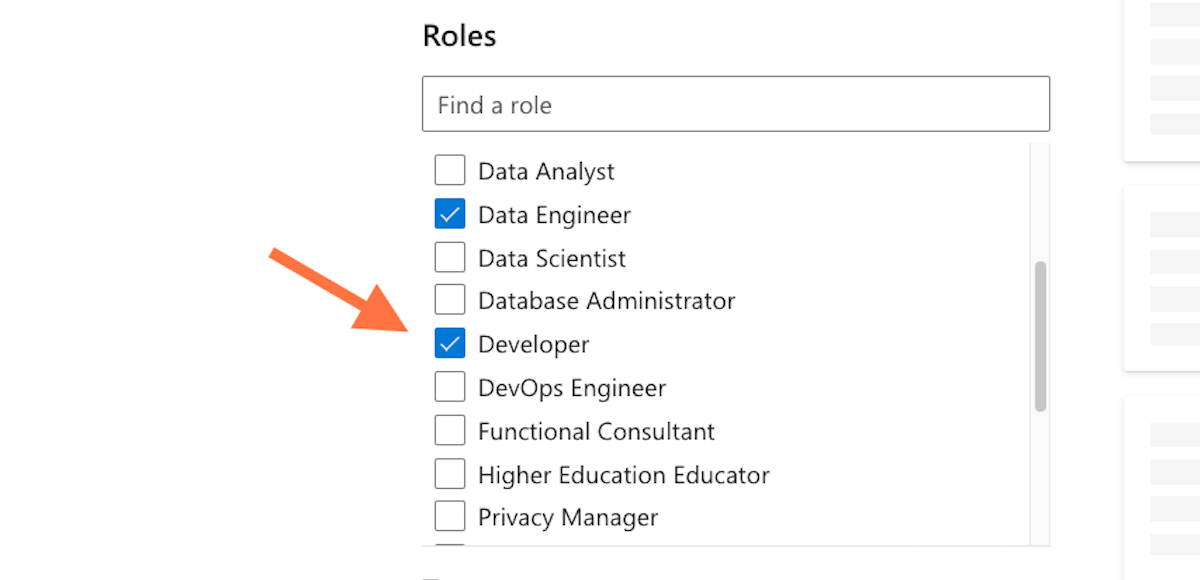 Roles
Find a role
Data Analyst
Data Engineer
Data Scientist
Database Administrator
Developer
DevOps Engineer
Functional Consultant
Higher Education Educator
Privacy Manager